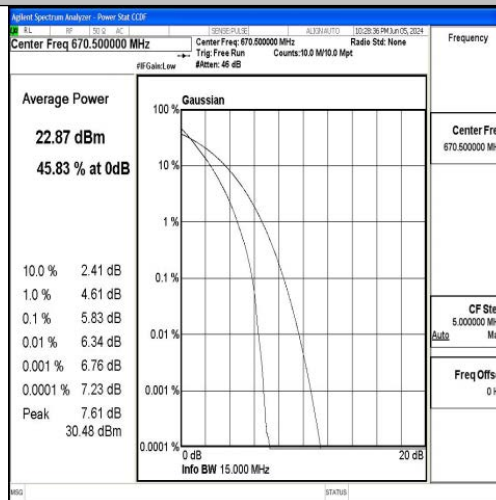 Agilent Spectrum Analyzer - Power Stat CCDF
RL RF 50 Ω AC SENSE:PULSE ALIGNAUTO 10:28:36 PM Jun 05, 2024
Center Freq 670.500000 MHz
Center Freq: 670.500000 MHz Radio Std: None
Trig: Free Run Counts:10.0 M/10.0 Mpt
#IFGain:Low #Atten: 46 dB
Frequency
Center Fre
670.500000 MH
CF Ste
5.000000 MH
Auto Ma
Freq Offs
0 H
Average Power
22.87 dBm
45.83 % at 0dB
10.0 % 2.41 dB
1.0 % 4.61 dB
0.1 % 5.83 dB
0.01 % 6.34 dB
0.001 % 6.76 dB
0.0001 % 7.23 dB
Peak 7.61 dB
30.48 dBm
Gaussian
100 %
10 %
1 %
0.1 %
0.01 %
0.001 %
0.0001 %
0 dB 20 dB
Info BW 15.000 MHz
MSG STATUS